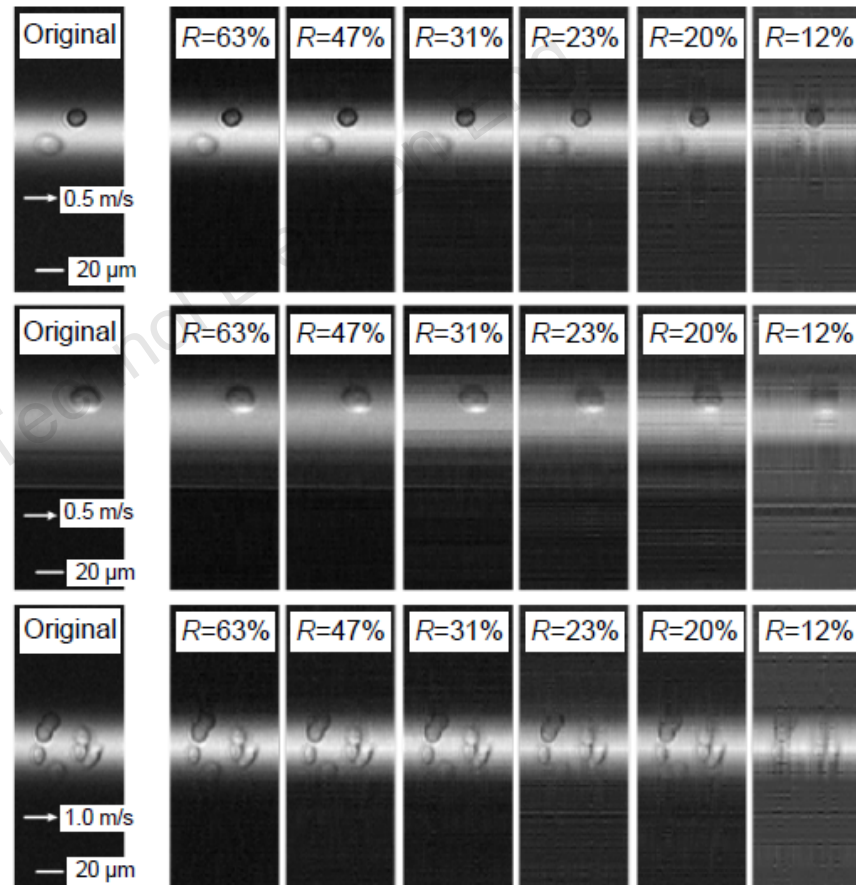 Original R=63% R=47% R=31% R=23% R=20% R=12%
0.5 m/s
20 µm
Original R=63% R=47% R=31% R=23% R=20% R=12%
0.5 m/s
20 µm
Original R=63% R=47% R=31% R=23% R=20% R=12%
1.0 m/s
20 µm